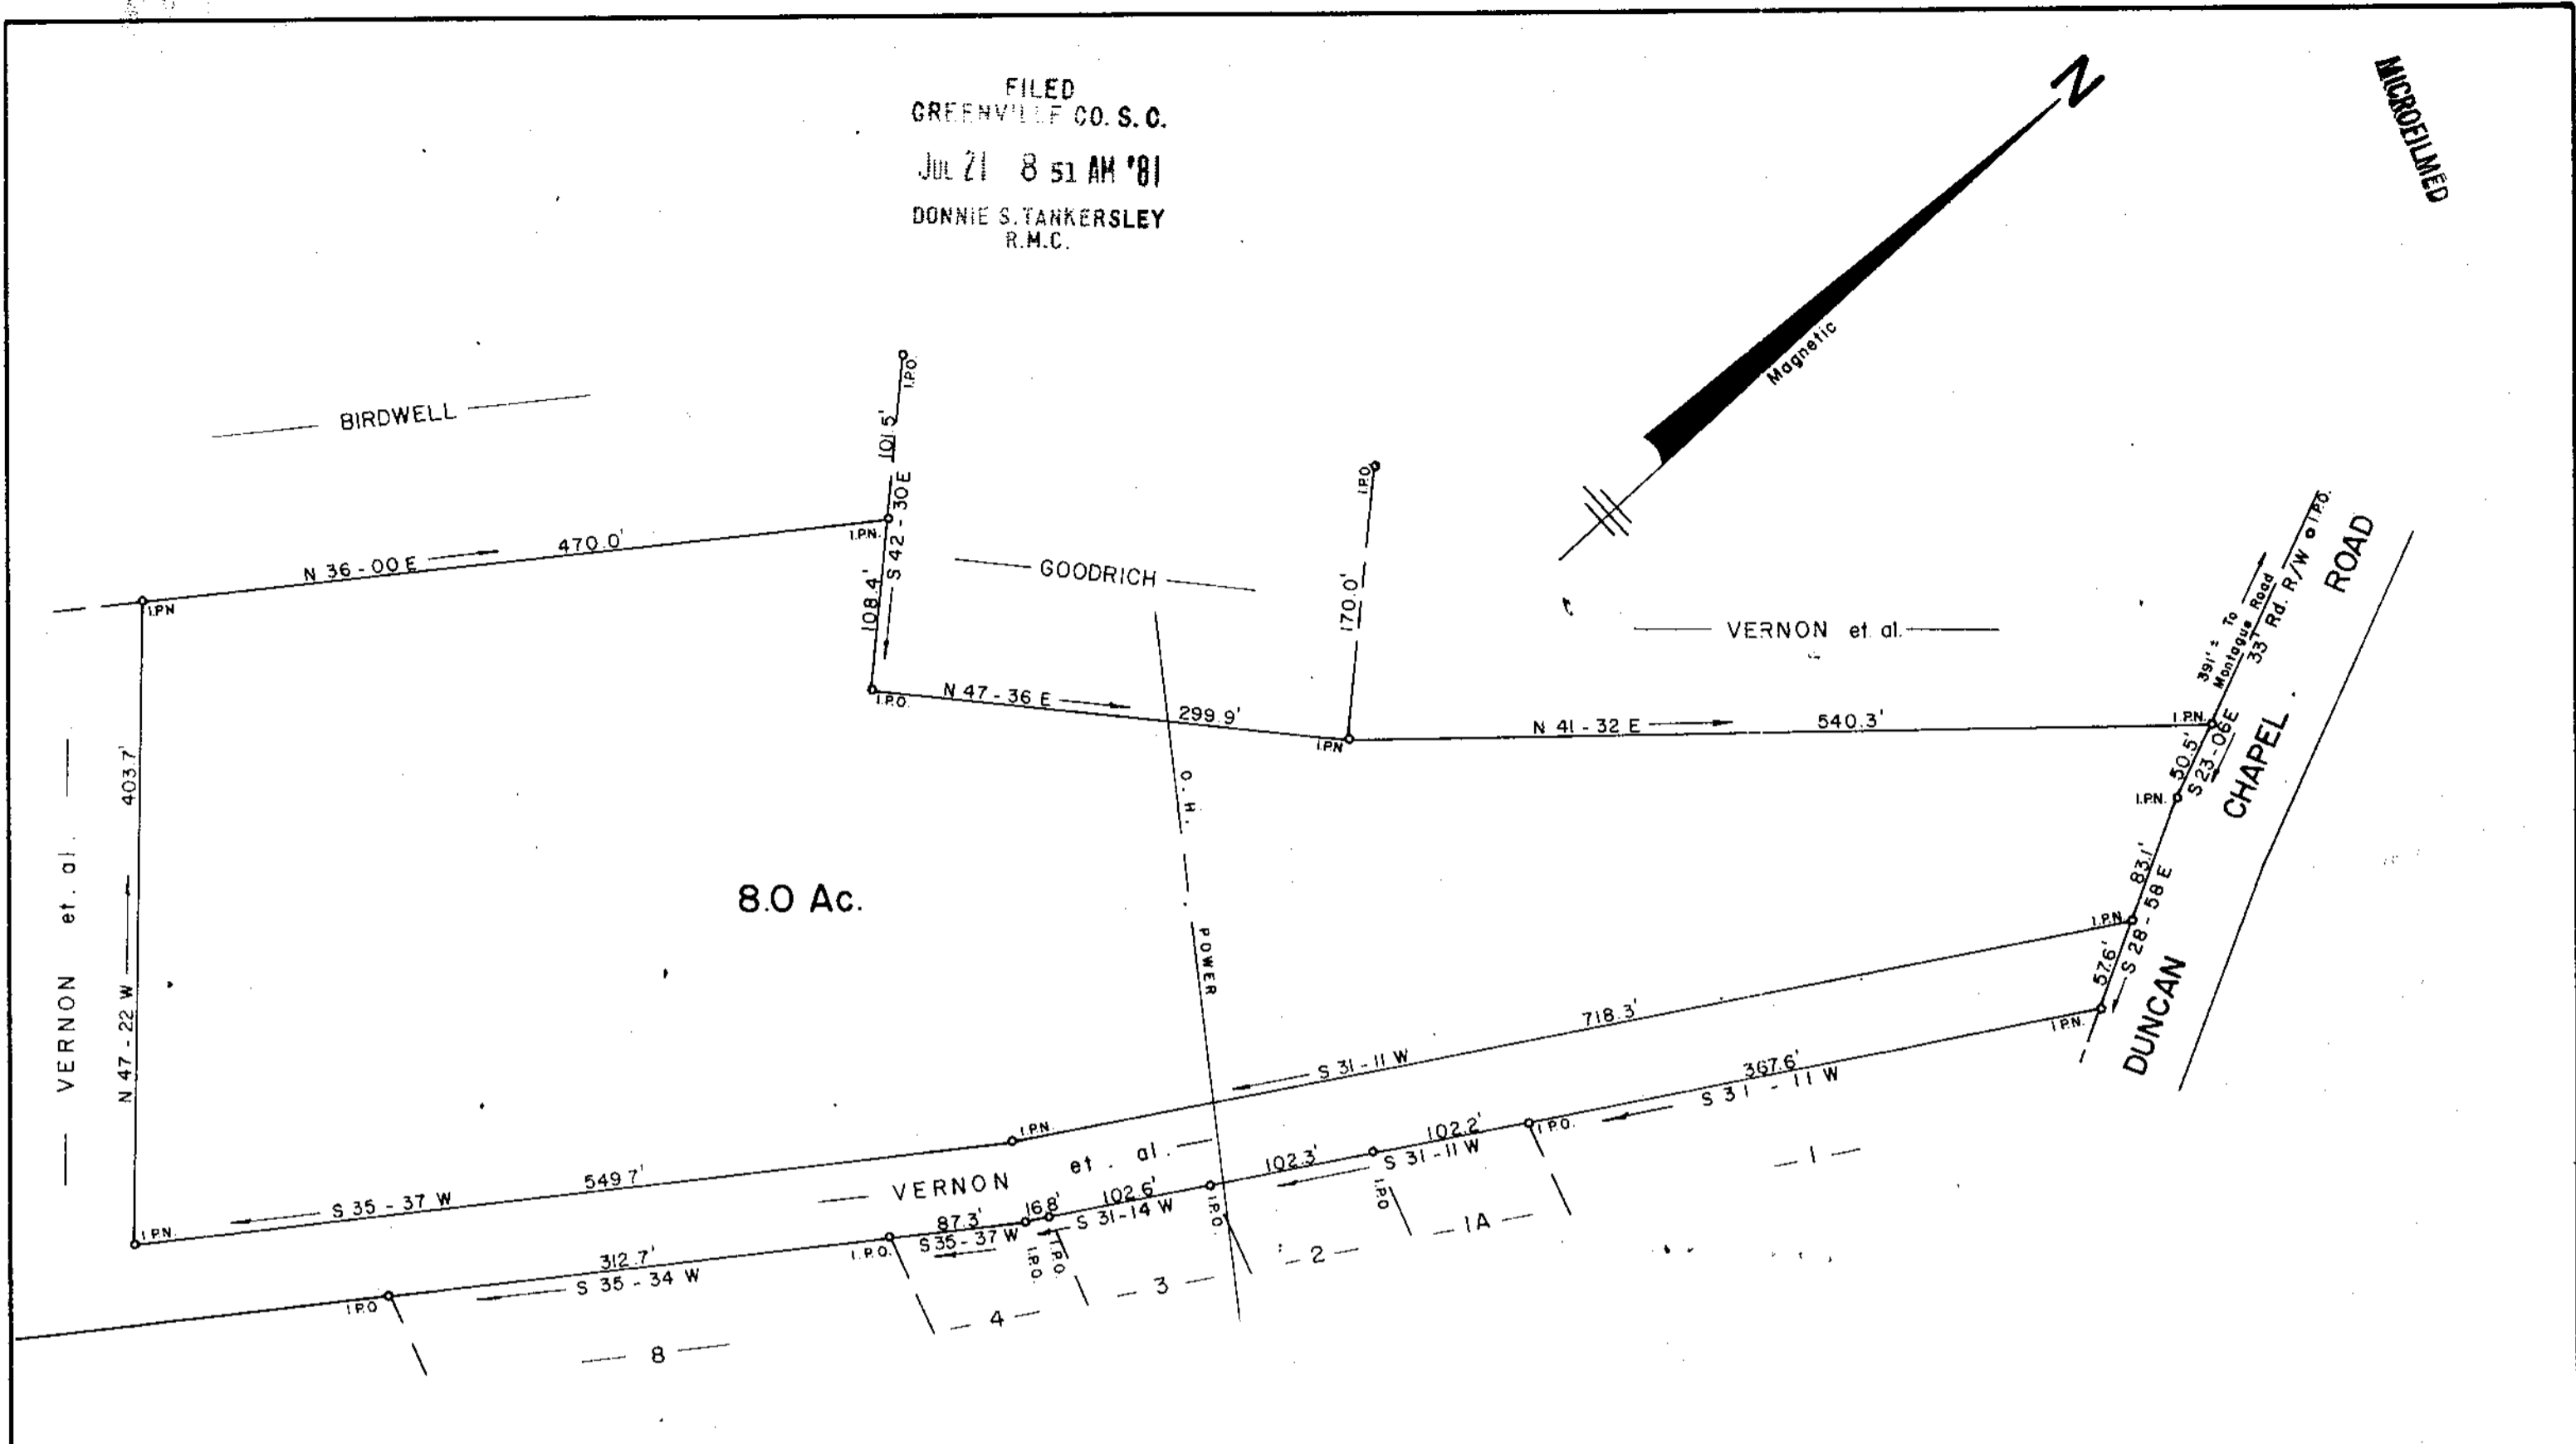 FILED
GREENVILLE CO. S. C.
JUL 21 8 51 AM '81
DONNIE S. TANKERSLEY
R.M.C.
MICROFILMED
N
Magnetic
BIRDWELL
I.P.O.
101.5'
S 42 - 30 E
108.4'
N 36 - 00 E 470.0'
I.P.N.
I.P.N
GOODRICH
I.P.O.
170.0'
VERNON et. al.
I.P.O.
N 47 - 36 E 299.9'
I.P.N
N 41 - 32 E 540.3'
I.P.N.
391' ± To
Montague Road
33' Rd. R/W
I.P.O.
DUNCAN CHAPEL ROAD
50.5'
S 23 - 06 E
I.P.N.
83.1'
S 28 - 58 E
I.P.N.
57.6'
I.P.N.
VERNON et. al.
N 47 - 22 W 403.7'
8.0 Ac.
O. H. POWER
S 31 - 11 W 718.3'
I.P.N.
S 35 - 37 W 549.7'
I.P.N.
VERNON et. al.
367.6'
S 31 - 11 W
I.P.O.
102.2'
S 31 - 11 W
I.P.O
102.3'
I.P.O.
102.6'
S 31 - 14 W
16.8'
I.P.O.
I.P.O.
87.3'
S 35 - 37 W
I.P.O.
312.7'
S 35 - 34 W
I.P.O
1
1A
2
3
4
8